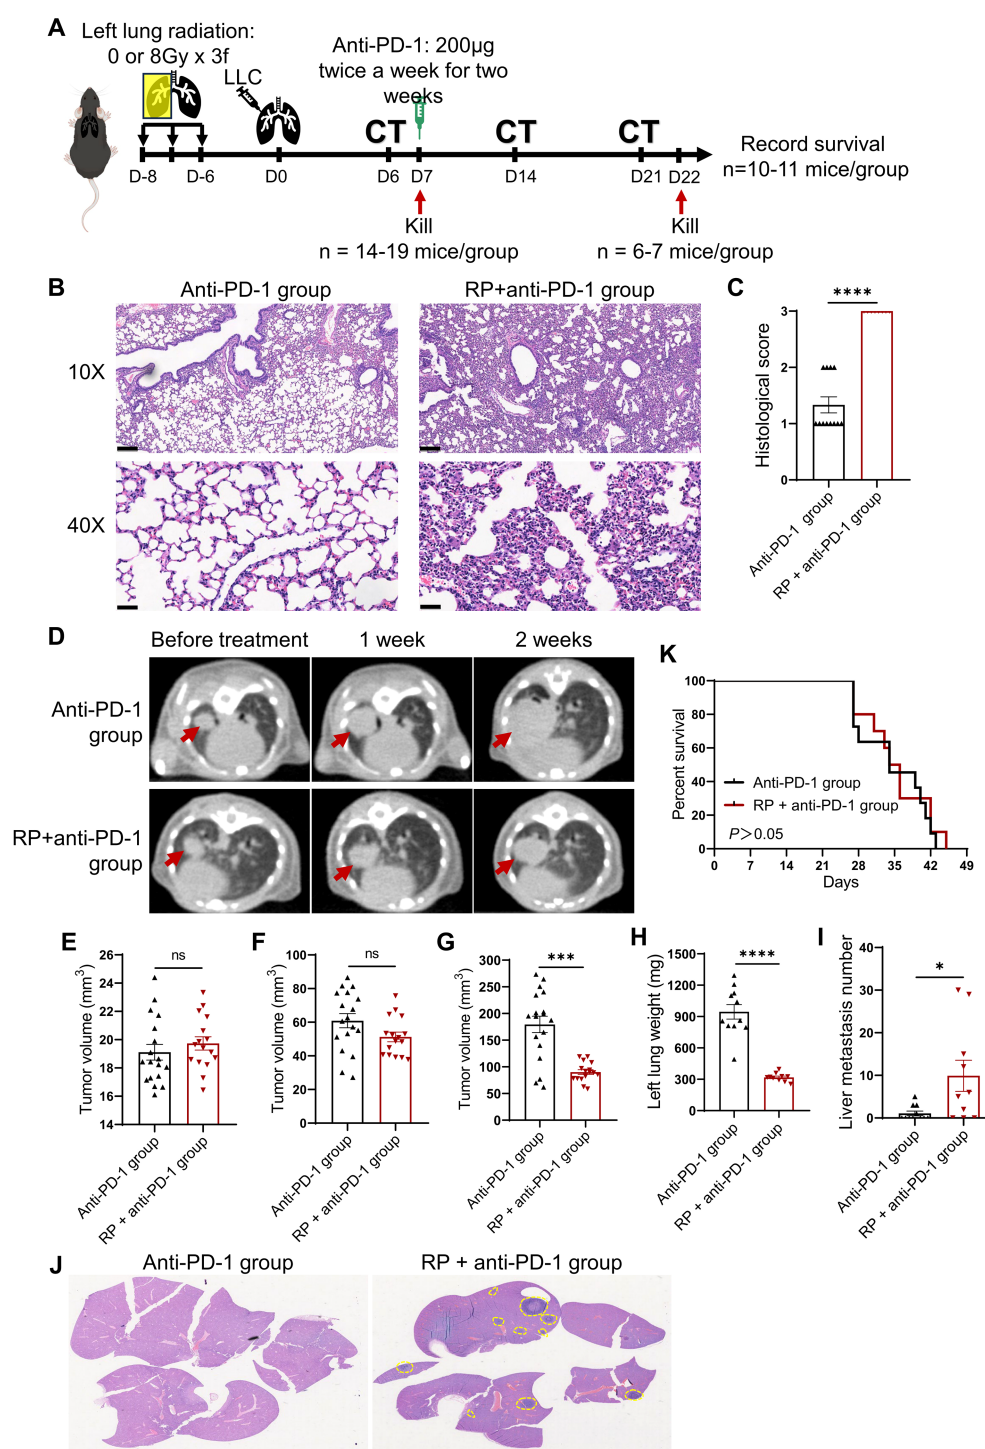 A
Left lung radiation:
0 or 8Gy x 3f
Anti-PD-1: 200μg
twice a week for two
weeks
LLC
CT
CT
CT
D-8
D-6
D0
D6
D7
D14
D21
D22
Record survival
n=10-11 mice/group
Kill
n = 14-19 mice/group
Kill
n = 6-7 mice/group
B
Anti-PD-1 group
RP+anti-PD-1 group
10X
40X
C
****
Histological score
3
2
1
0
Anti-PD-1 group
RP + anti-PD-1 group
D
Before treatment
1 week
2 weeks
Anti-PD-1
group
RP+anti-PD-1
group
K
Percent survival
100
80
60
40
20
0
Anti-PD-1 group
RP + anti-PD-1 group
P>0.05
0
7
14
21
28
35
42
49
Days
E
Tumor volume (mm³)
26
24
22
20
18
16
14
ns
Anti-PD-1 group
RP + anti-PD-1 group
F
Tumor volume (mm³)
100
80
60
40
20
0
ns
Anti-PD-1 group
RP + anti-PD-1 group
G
Tumor volume (mm³)
300
250
200
150
100
50
0
***
Anti-PD-1 group
RP + anti-PD-1 group
H
Left lung weight (mg)
1500
1200
900
600
300
0
****
Anti-PD-1 group
RP + anti-PD-1 group
I
Liver metastasis number
40
30
20
10
0
*
Anti-PD-1 group
RP + anti-PD-1 group
J
Anti-PD-1 group
RP + anti-PD-1 group